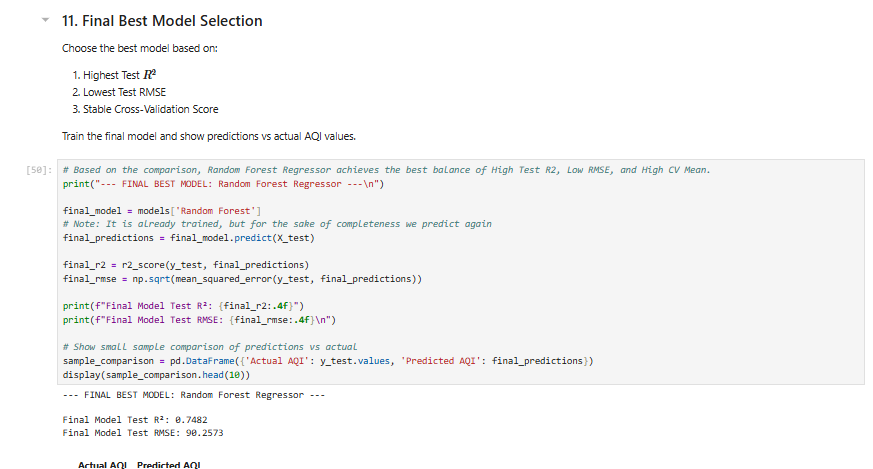 11. Final Best Model Selection
Choose the best model based on:
1. Highest Test R²
2. Lowest Test RMSE
3. Stable Cross-Validation Score
Train the final model and show predictions vs actual AQI values.
[50]: # Based on the comparison, Random Forest Regressor achieves the best balance of High Test R2, Low RMSE, and High CV Mean.
print("--- FINAL BEST MODEL: Random Forest Regressor ---\n")
final_model = models['Random Forest']
# Note: It is already trained, but for the sake of completeness we predict again
final_predictions = final_model.predict(X_test)
final_r2 = r2_score(y_test, final_predictions)
final_rmse = np.sqrt(mean_squared_error(y_test, final_predictions))
print(f"Final Model Test R²: {final_r2:.4f}")
print(f"Final Model Test RMSE: {final_rmse:.4f}\n")
# Show small sample comparison of predictions vs actual
sample_comparison = pd.DataFrame({'Actual AQI': y_test.values, 'Predicted AQI': final_predictions})
display(sample_comparison.head(10))
--- FINAL BEST MODEL: Random Forest Regressor ---
Final Model Test R²: 0.7482
Final Model Test RMSE: 90.2573
Actual AQI Predicted AQI